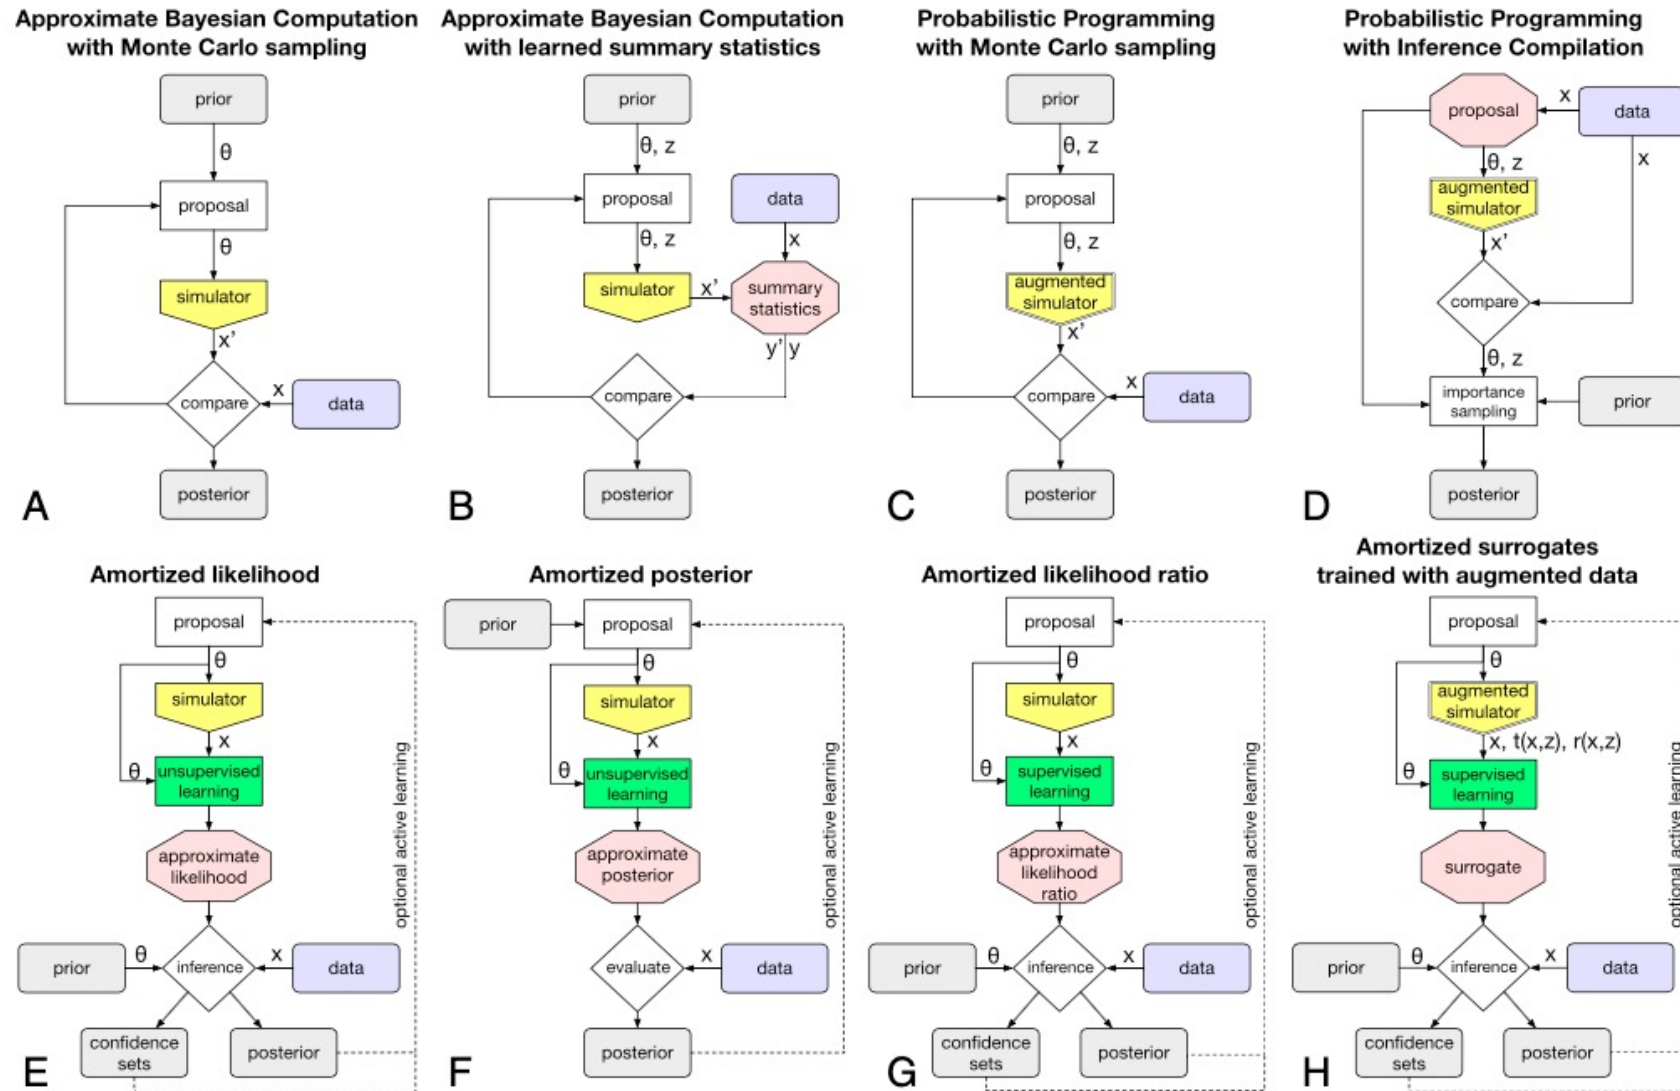 Approximate Bayesian Computation
with Monte Carlo sampling
prior
θ
proposal
θ
simulator
x'
compare
x
data
posterior
A
Approximate Bayesian Computation
with learned summary statistics
prior
θ, z
proposal
data
θ, z
x
simulator
x'
summary
statistics
y' y
compare
posterior
B
Probabilistic Programming
with Monte Carlo sampling
prior
θ, z
proposal
θ, z
augmented
simulator
x'
compare
x
data
posterior
C
Probabilistic Programming
with Inference Compilation
proposal
x
data
θ, z
x
augmented
simulator
x'
compare
θ, z
importance
sampling
prior
posterior
D
Amortized likelihood
proposal
θ
simulator
x
θ
unsupervised
learning
approximate
likelihood
optional active learning
prior
θ
inference
x
data
confidence
sets
posterior
E
Amortized posterior
prior
proposal
θ
simulator
x
θ
unsupervised
learning
approximate
posterior
optional active learning
evaluate
x
data
posterior
F
Amortized likelihood ratio
proposal
θ
simulator
x
θ
supervised
learning
approximate
likelihood
ratio
optional active learning
prior
θ
inference
x
data
confidence
sets
posterior
G
Amortized surrogates
trained with augmented data
proposal
θ
augmented
simulator
x, t(x,z), r(x,z)
θ
supervised
learning
surrogate
optional active learning
prior
θ
inference
x
data
confidence
sets
posterior
H